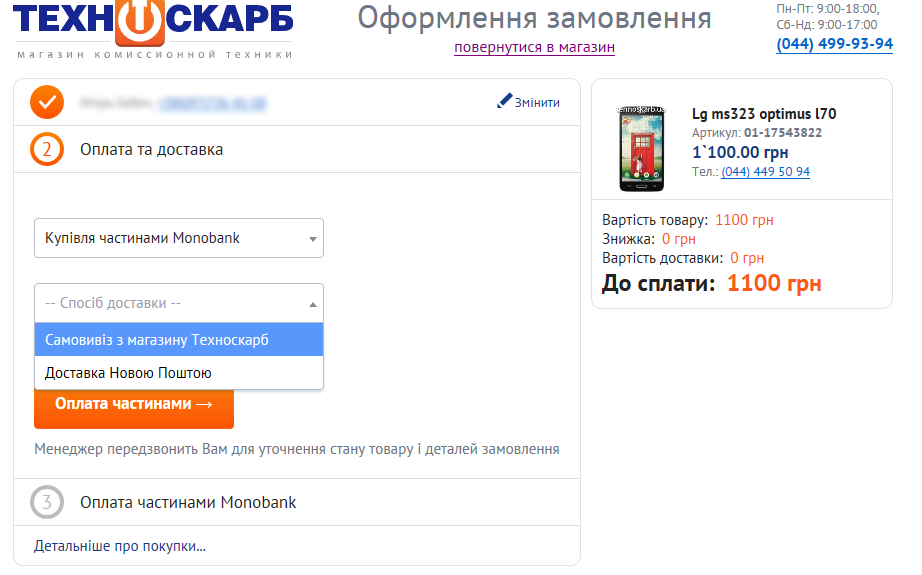 ТЕХНОСКАРБ
магазин комиссионной техники
Оформлення замовлення
повернутися в магазин
Пн-Пт: 9:00-18:00,
Сб-Нд: 9:00-17:00
(044) 499-93-94
Змінити
2 Оплата та доставка
Купівля частинами Monobank
-- Спосіб доставки --
Самовивіз з магазину Техноскарб
Доставка Новою Поштою
Оплата частинами →
Менеджер передзвонить Вам для уточнення стану товару і деталей замовлення
3 Оплата частинами Monobank
Детальніше про покупки...
Lg ms323 optimus l70
Артикул: 01-17543822
1`100.00 грн
Тел.: (044) 449 50 94
Вартість товару: 1100 грн
Знижка: 0 грн
Вартість доставки: 0 грн
До сплати: 1100 грн